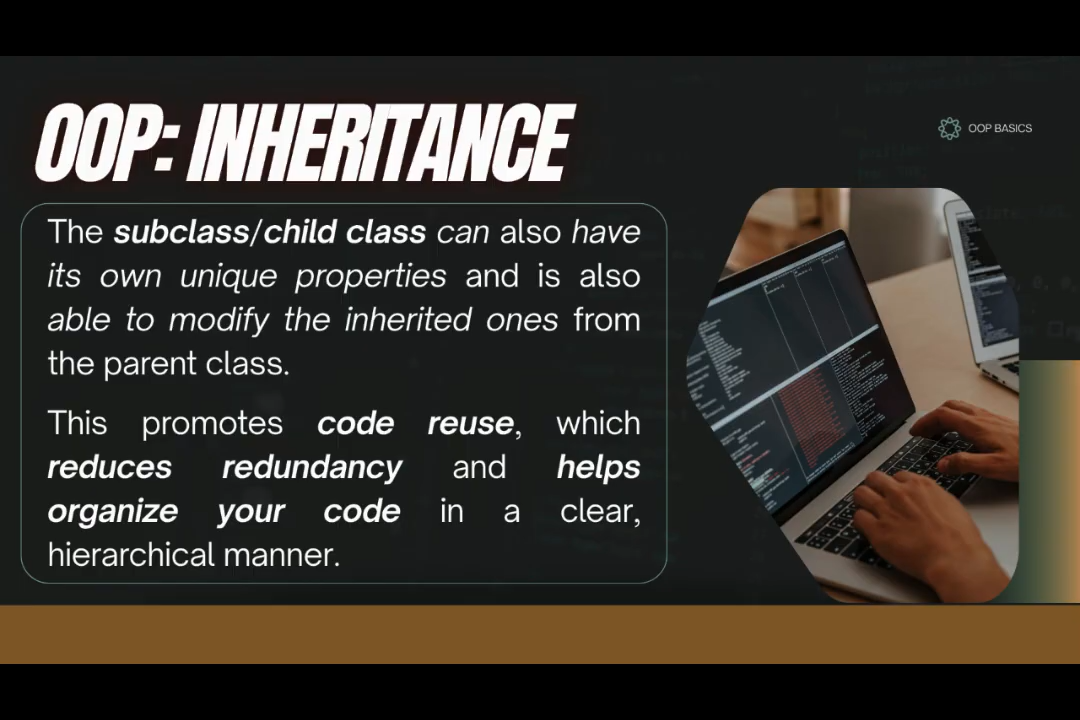 OOP: INHERITANCE
OOP BASICS
The subclass/child class can also have
its own unique properties and is also
able to modify the inherited ones from
the parent class.
This promotes code reuse, which
reduces redundancy and helps
organize your code in a clear,
hierarchical manner.